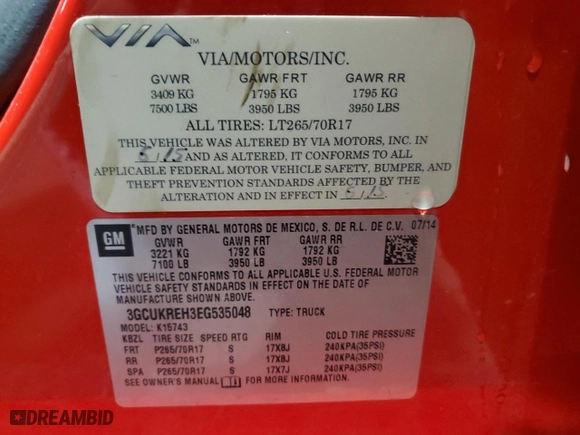 VIA™
VIA/MOTORS/INC.
GVWR GAWR FRT GAWR RR
3409 KG 1795 KG 1795 KG
7500 LBS 3950 LBS 3950 LBS
ALL TIRES: LT265/70R17
THIS VEHICLE WAS ALTERED BY VIA MOTORS, INC. IN
5/15 AND AS ALTERED, IT CONFORMS TO ALL
APPLICABLE FEDERAL MOTOR VEHICLE SAFETY, BUMPER, AND
THEFT PREVENTION STANDARDS AFFECTED BY THE
ALTERATION AND IN EFFECT IN 5/15.
GM
MFD BY GENERAL MOTORS DE MEXICO, S. DE R.L. DE C.V. 07/14
GVWR GAWR FRT GAWR RR
3221 KG 1792 KG 1792 KG
7100 LB 3950 LB 3950 LB
THIS VEHICLE CONFORMS TO ALL APPLICABLE U.S. FEDERAL MOTOR
VEHICLE SAFETY STANDARDS IN EFFECT ON THE DATE OF
MANUFACTURE SHOWN ABOVE.
3GCUKREH3EG535048 TYPE: TRUCK
MODEL: K15743
KBZL TIRE SIZE SPEED RTG RIM COLD TIRE PRESSURE
FRT P265/70R17 S 17X8J 240KPA(35PSI)
RR P265/70R17 S 17X8J 240KPA(35PSI)
SPA P265/70R17 S 17X7J 240KPA(35PSI)
SEE OWNER'S MANUAL FOR MORE INFORMATION.
DREAMBID